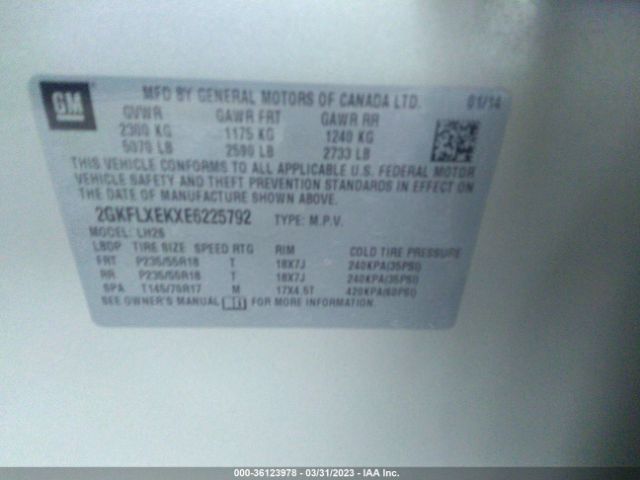 GM
MFD BY GENERAL MOTORS OF CANADA LTD. 01/14
GVWR GAWR FRT GAWR RR
2300 KG 1175 KG 1240 KG
5070 LB 2590 LB 2733 LB
THIS VEHICLE CONFORMS TO ALL APPLICABLE U.S. FEDERAL MOTOR
VEHICLE SAFETY AND THEFT PREVENTION STANDARDS IN EFFECT ON
THE DATE OF MANUFACTURE SHOWN ABOVE.
2GKFLXEKXE6225792 TYPE: M.P.V.
MODEL: LH26
LBDP TIRE SIZE SPEED RTG RIM COLD TIRE PRESSURE
FRT P235/55R18 T 18X7J 240KPA(35PSI)
RR P235/55R18 T 18X7J 240KPA(35PSI)
SPA T145/70R17 M 17X4.5T 420KPA(60PSI)
SEE OWNER'S MANUAL FOR MORE INFORMATION.
000-36123978 - 03/31/2023 - IAA Inc.